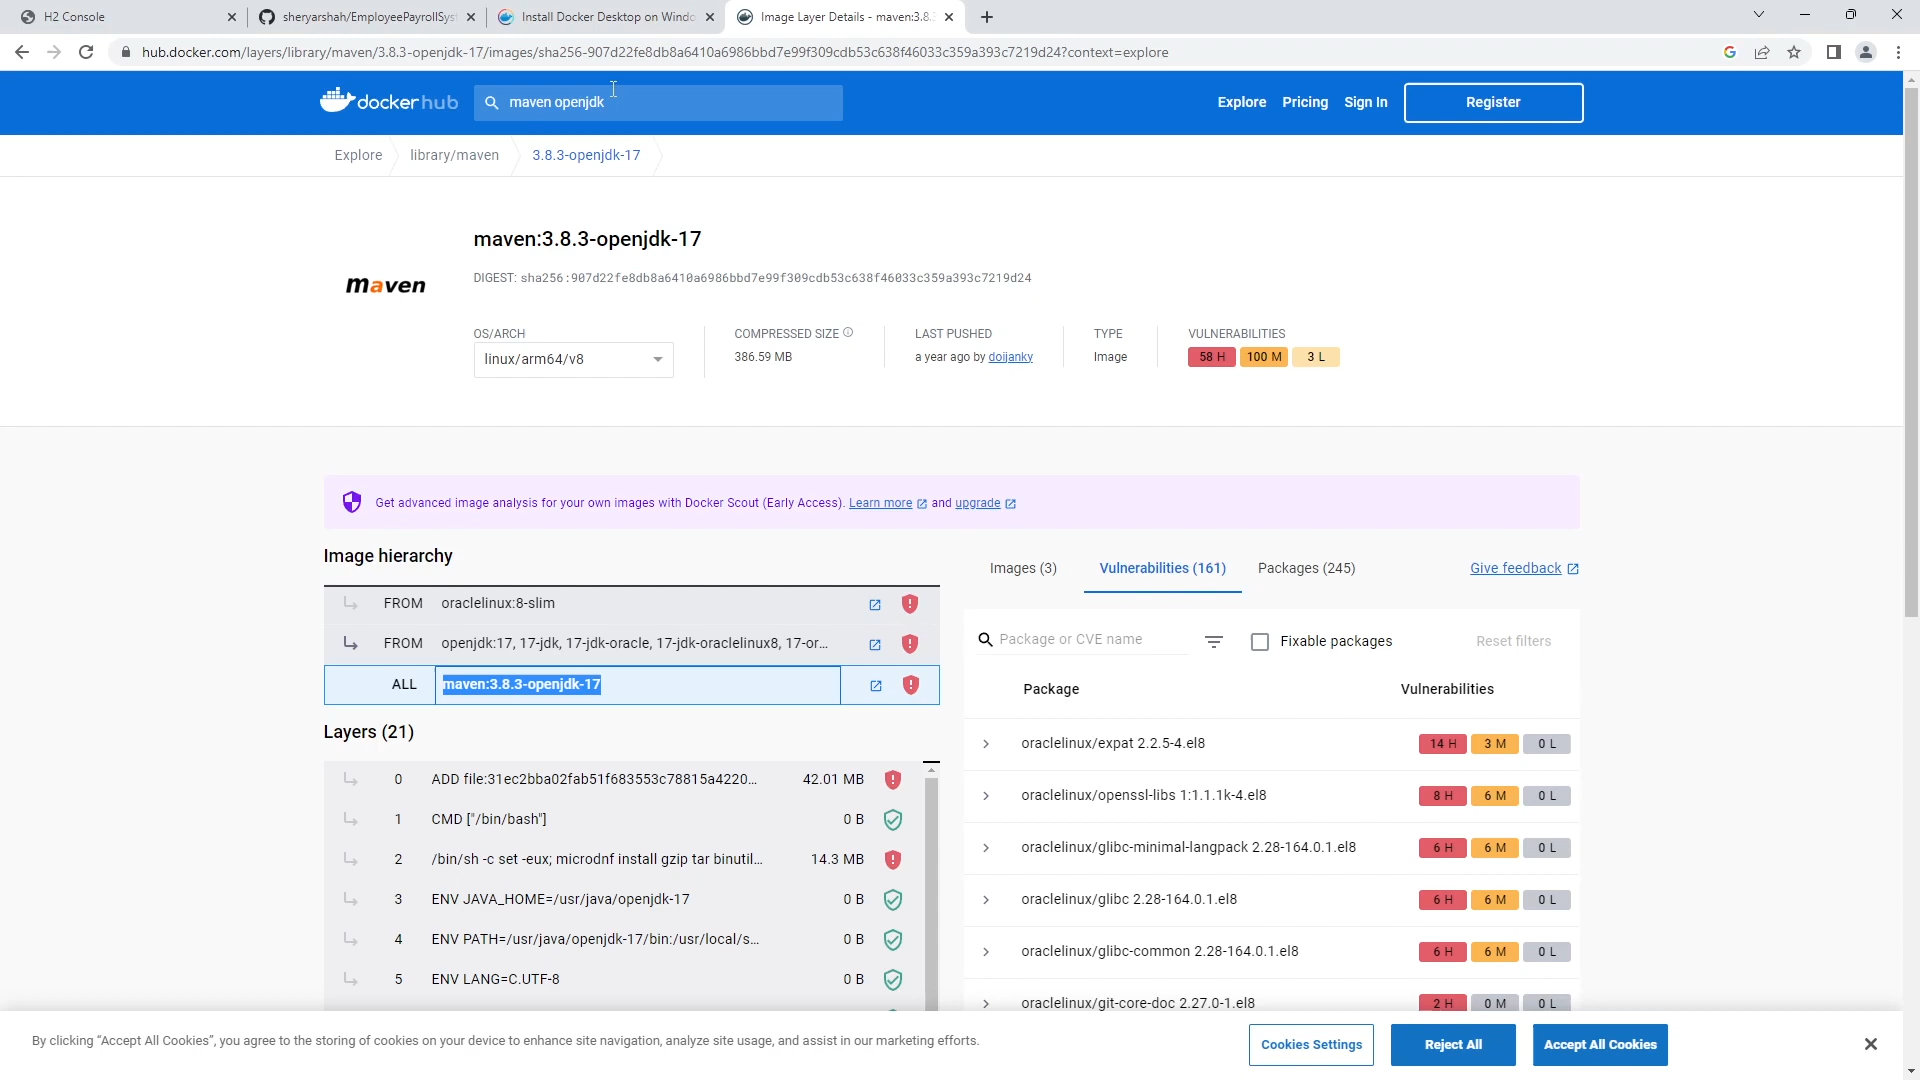 H2 Console
sheryarshah/EmployeePayrollSyst
Install Docker Desktop on Windo
Image Layer Details - maven:3.8.3
hub.docker.com/layers/library/maven/3.8.3-openjdk-17/images/sha256-907d22fe8db8a6410a6986bbd7e99f309cdb53c638f46033c359a393c7219d24?context=explore
dockerhub
maven openjdk
Explore
Pricing
Sign In
Register
Explore
library/maven
3.8.3-openjdk-17
maven:3.8.3-openjdk-17
maven
DIGEST: sha256:907d22fe8db8a6410a6986bbd7e99f309cdb53c638f46033c359a393c7219d24
OS/ARCH
COMPRESSED SIZE
LAST PUSHED
TYPE
VULNERABILITIES
linux/arm64/v8
386.59 MB
a year ago by doijanky
Image
58 H
100 M
3 L
Get advanced image analysis for your own images with Docker Scout (Early Access). Learn more and upgrade
Image hierarchy
FROM oraclelinux:8-slim
FROM openjdk:17, 17-jdk, 17-jdk-oracle, 17-jdk-oraclelinux8, 17-or...
ALL maven:3.8.3-openjdk-17
Layers (21)
0 ADD file:31ec2bba02fab51f683553c78815a4220... 42.01 MB
1 CMD ["/bin/bash"] 0 B
2 /bin/sh -c set -eux; microdnf install gzip tar binutil... 14.3 MB
3 ENV JAVA_HOME=/usr/java/openjdk-17 0 B
4 ENV PATH=/usr/java/openjdk-17/bin:/usr/local/s... 0 B
5 ENV LANG=C.UTF-8 0 B
Images (3)
Vulnerabilities (161)
Packages (245)
Give feedback
Package or CVE name
Fixable packages
Reset filters
Package Vulnerabilities
oraclelinux/expat 2.2.5-4.el8 14 H 3 M 0 L
oraclelinux/openssl-libs 1:1.1.1k-4.el8 8 H 6 M 0 L
oraclelinux/glibc-minimal-langpack 2.28-164.0.1.el8 6 H 6 M 0 L
oraclelinux/glibc 2.28-164.0.1.el8 6 H 6 M 0 L
oraclelinux/glibc-common 2.28-164.0.1.el8 6 H 6 M 0 L
oraclelinux/git-core-doc 2.27.0-1.el8 2 H 0 M 0 L
By clicking “Accept All Cookies”, you agree to the storing of cookies on your device to enhance site navigation, analyze site usage, and assist in our marketing efforts.
Cookies Settings
Reject All
Accept All Cookies